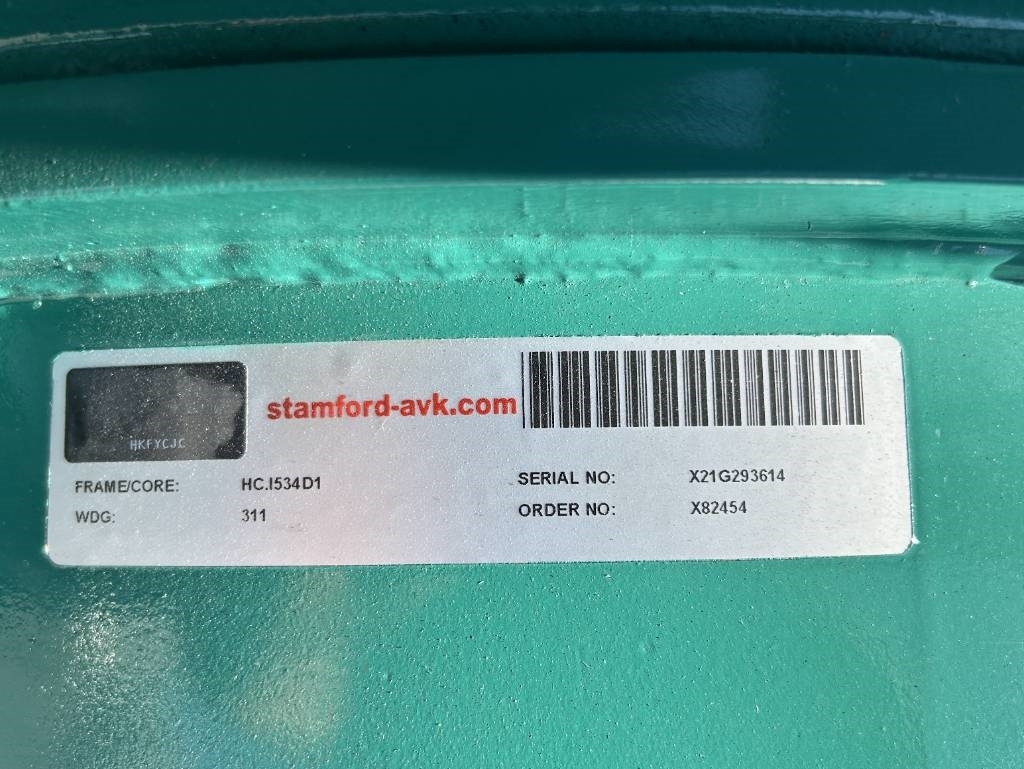 stamford-avk.com
HKFYCJC
FRAME/CORE: HC.I534D1
WDG: 311
SERIAL NO: X21G293614
ORDER NO: X82454